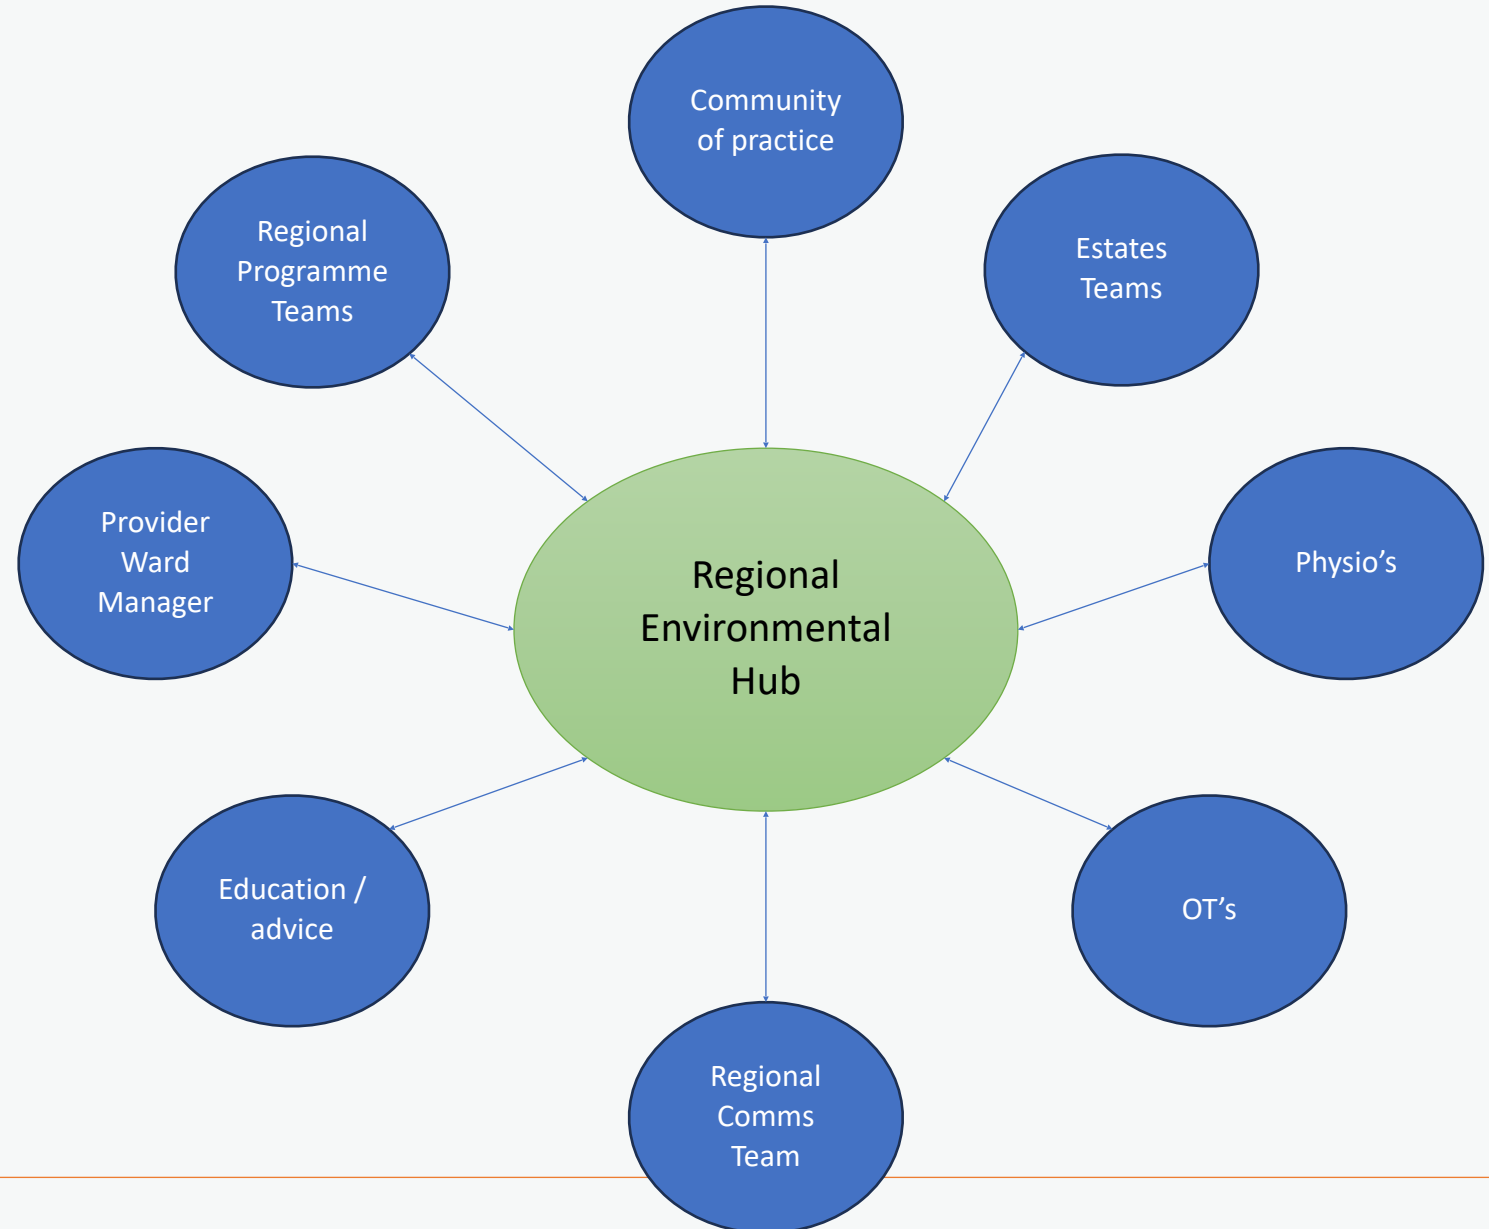 Community
of practice
Regional
Programme
Teams
Estates
Teams
Provider
Ward
Manager
Physio’s
Regional
Environmental
Hub
Education /
advice
OT’s
Regional
Comms
Team